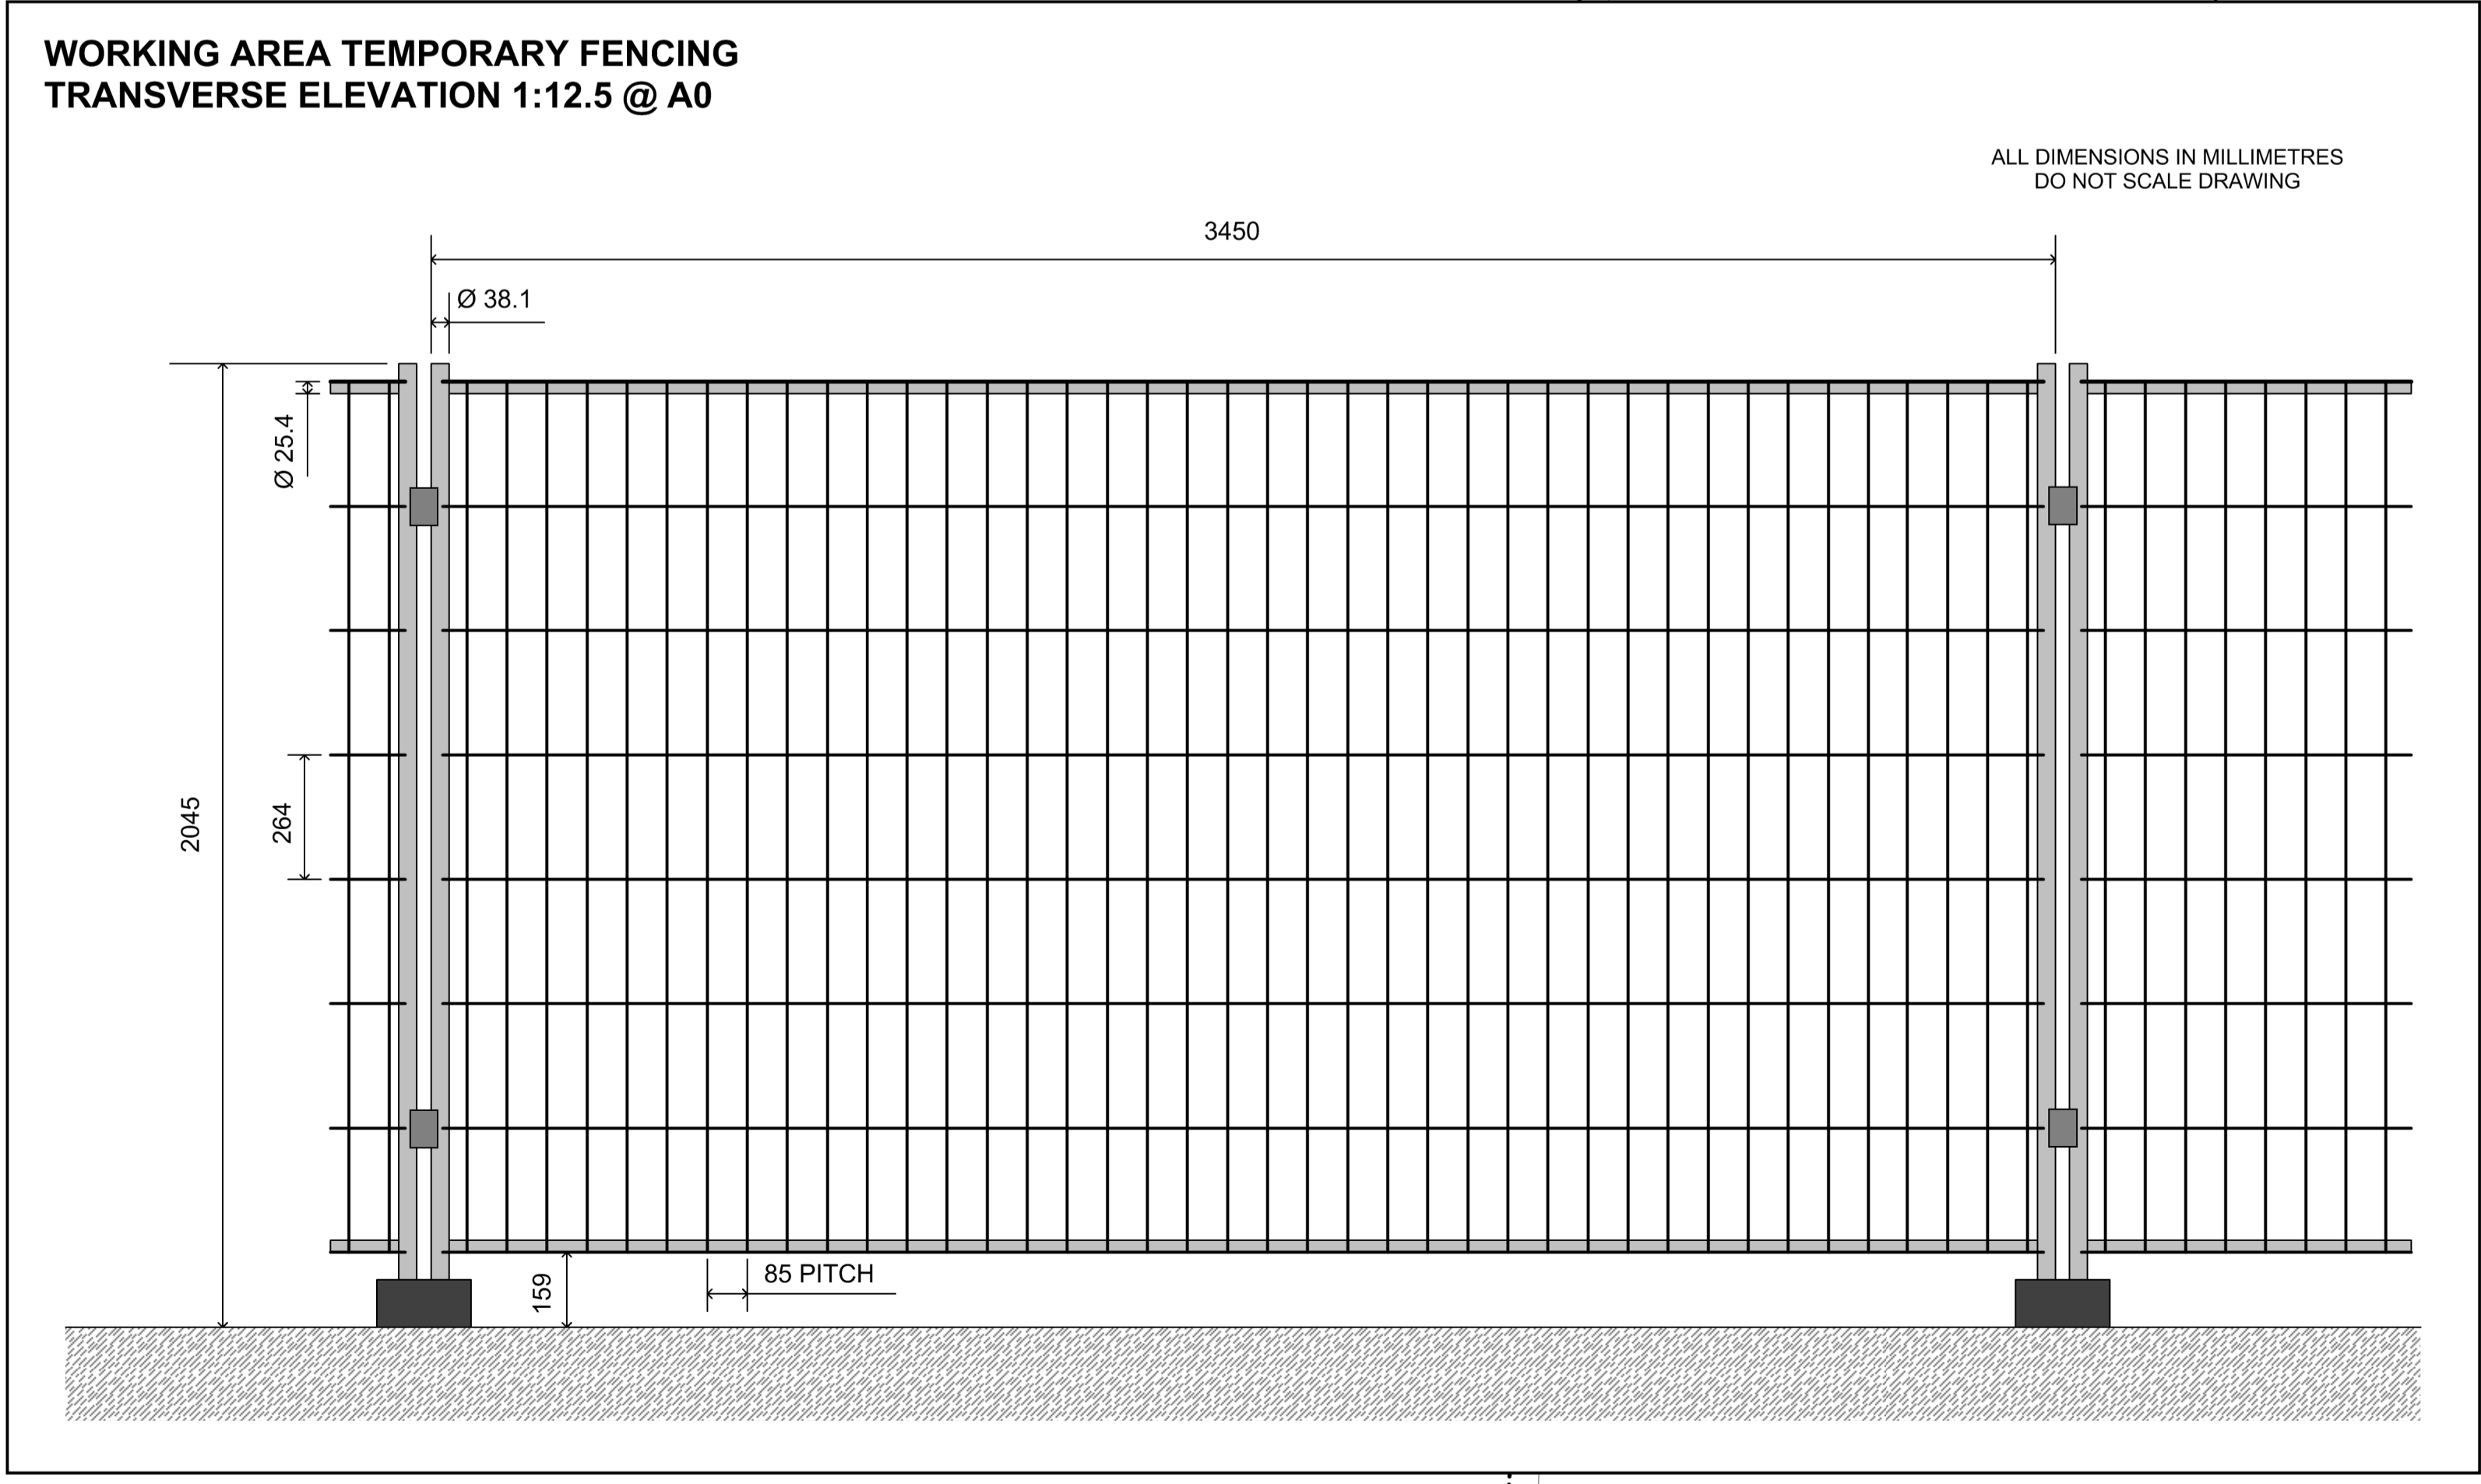 WORKING AREA TEMPORARY FENCING
TRANSVERSE ELEVATION 1:12.5 @ A0
ALL DIMENSIONS IN MILLIMETRES
DO NOT SCALE DRAWING
3450
Ø 38.1
Ø 25.4
2045
264
159
85 PITCH